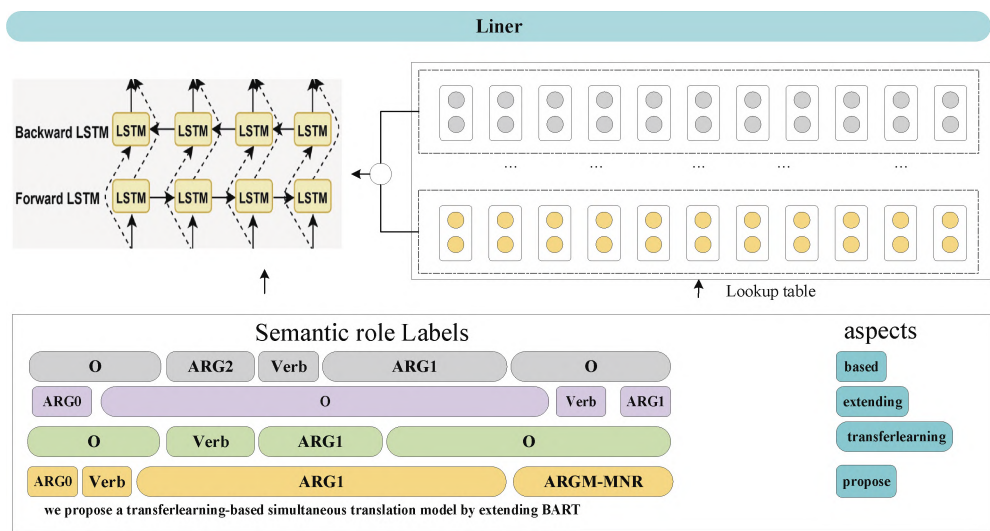 Liner
Backward LSTM
LSTM LSTM LSTM LSTM
Forward LSTM
LSTM LSTM LSTM LSTM
... ... ... ... ...
Lookup table
Semantic role Labels
aspects
O ARG2 Verb ARG1 O
based
ARG0 O Verb ARG1
extending
O Verb ARG1 O
transferlearning
ARG0 Verb ARG1 ARGM-MNR
propose
we propose a transferlearning-based simultaneous translation model by extending BART